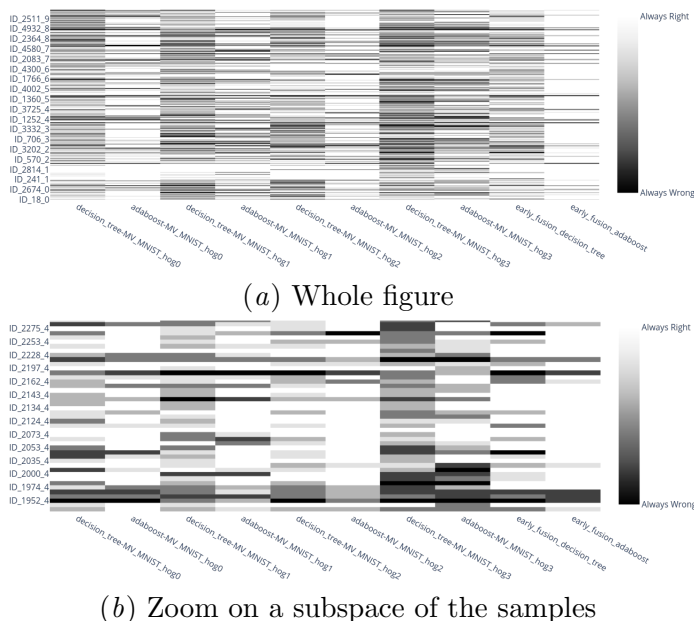 ID_2511_9
ID_4932_8
ID_2364_8
ID_4580_7
ID_2083_7
ID_4300_6
ID_1766_6
ID_4002_5
ID_1360_5
ID_3725_4
ID_1252_4
ID_3332_3
ID_706_3
ID_3202_2
ID_570_2
ID_2814_1
ID_241_1
ID_2674_0
ID_18_0
Always Right
Always Wrong
decision_tree-MV_MNIST_hog0
adaboost-MV_MNIST_hog0
decision_tree-MV_MNIST_hog1
adaboost-MV_MNIST_hog1
decision_tree-MV_MNIST_hog2
adaboost-MV_MNIST_hog2
decision_tree-MV_MNIST_hog3
adaboost-MV_MNIST_hog3
early_fusion_decision_tree
early_fusion_adaboost
(a) Whole figure
ID_2275_4
ID_2253_4
ID_2228_4
ID_2197_4
ID_2162_4
ID_2143_4
ID_2134_4
ID_2124_4
ID_2073_4
ID_2053_4
ID_2035_4
ID_2000_4
ID_1974_4
ID_1952_4
Always Right
Always Wrong
decision_tree-MV_MNIST_hog0
adaboost-MV_MNIST_hog0
decision_tree-MV_MNIST_hog1
adaboost-MV_MNIST_hog1
decision_tree-MV_MNIST_hog2
adaboost-MV_MNIST_hog2
decision_tree-MV_MNIST_hog3
adaboost-MV_MNIST_hog3
early_fusion_decision_tree
early_fusion_adaboost
(b) Zoom on a subspace of the samples